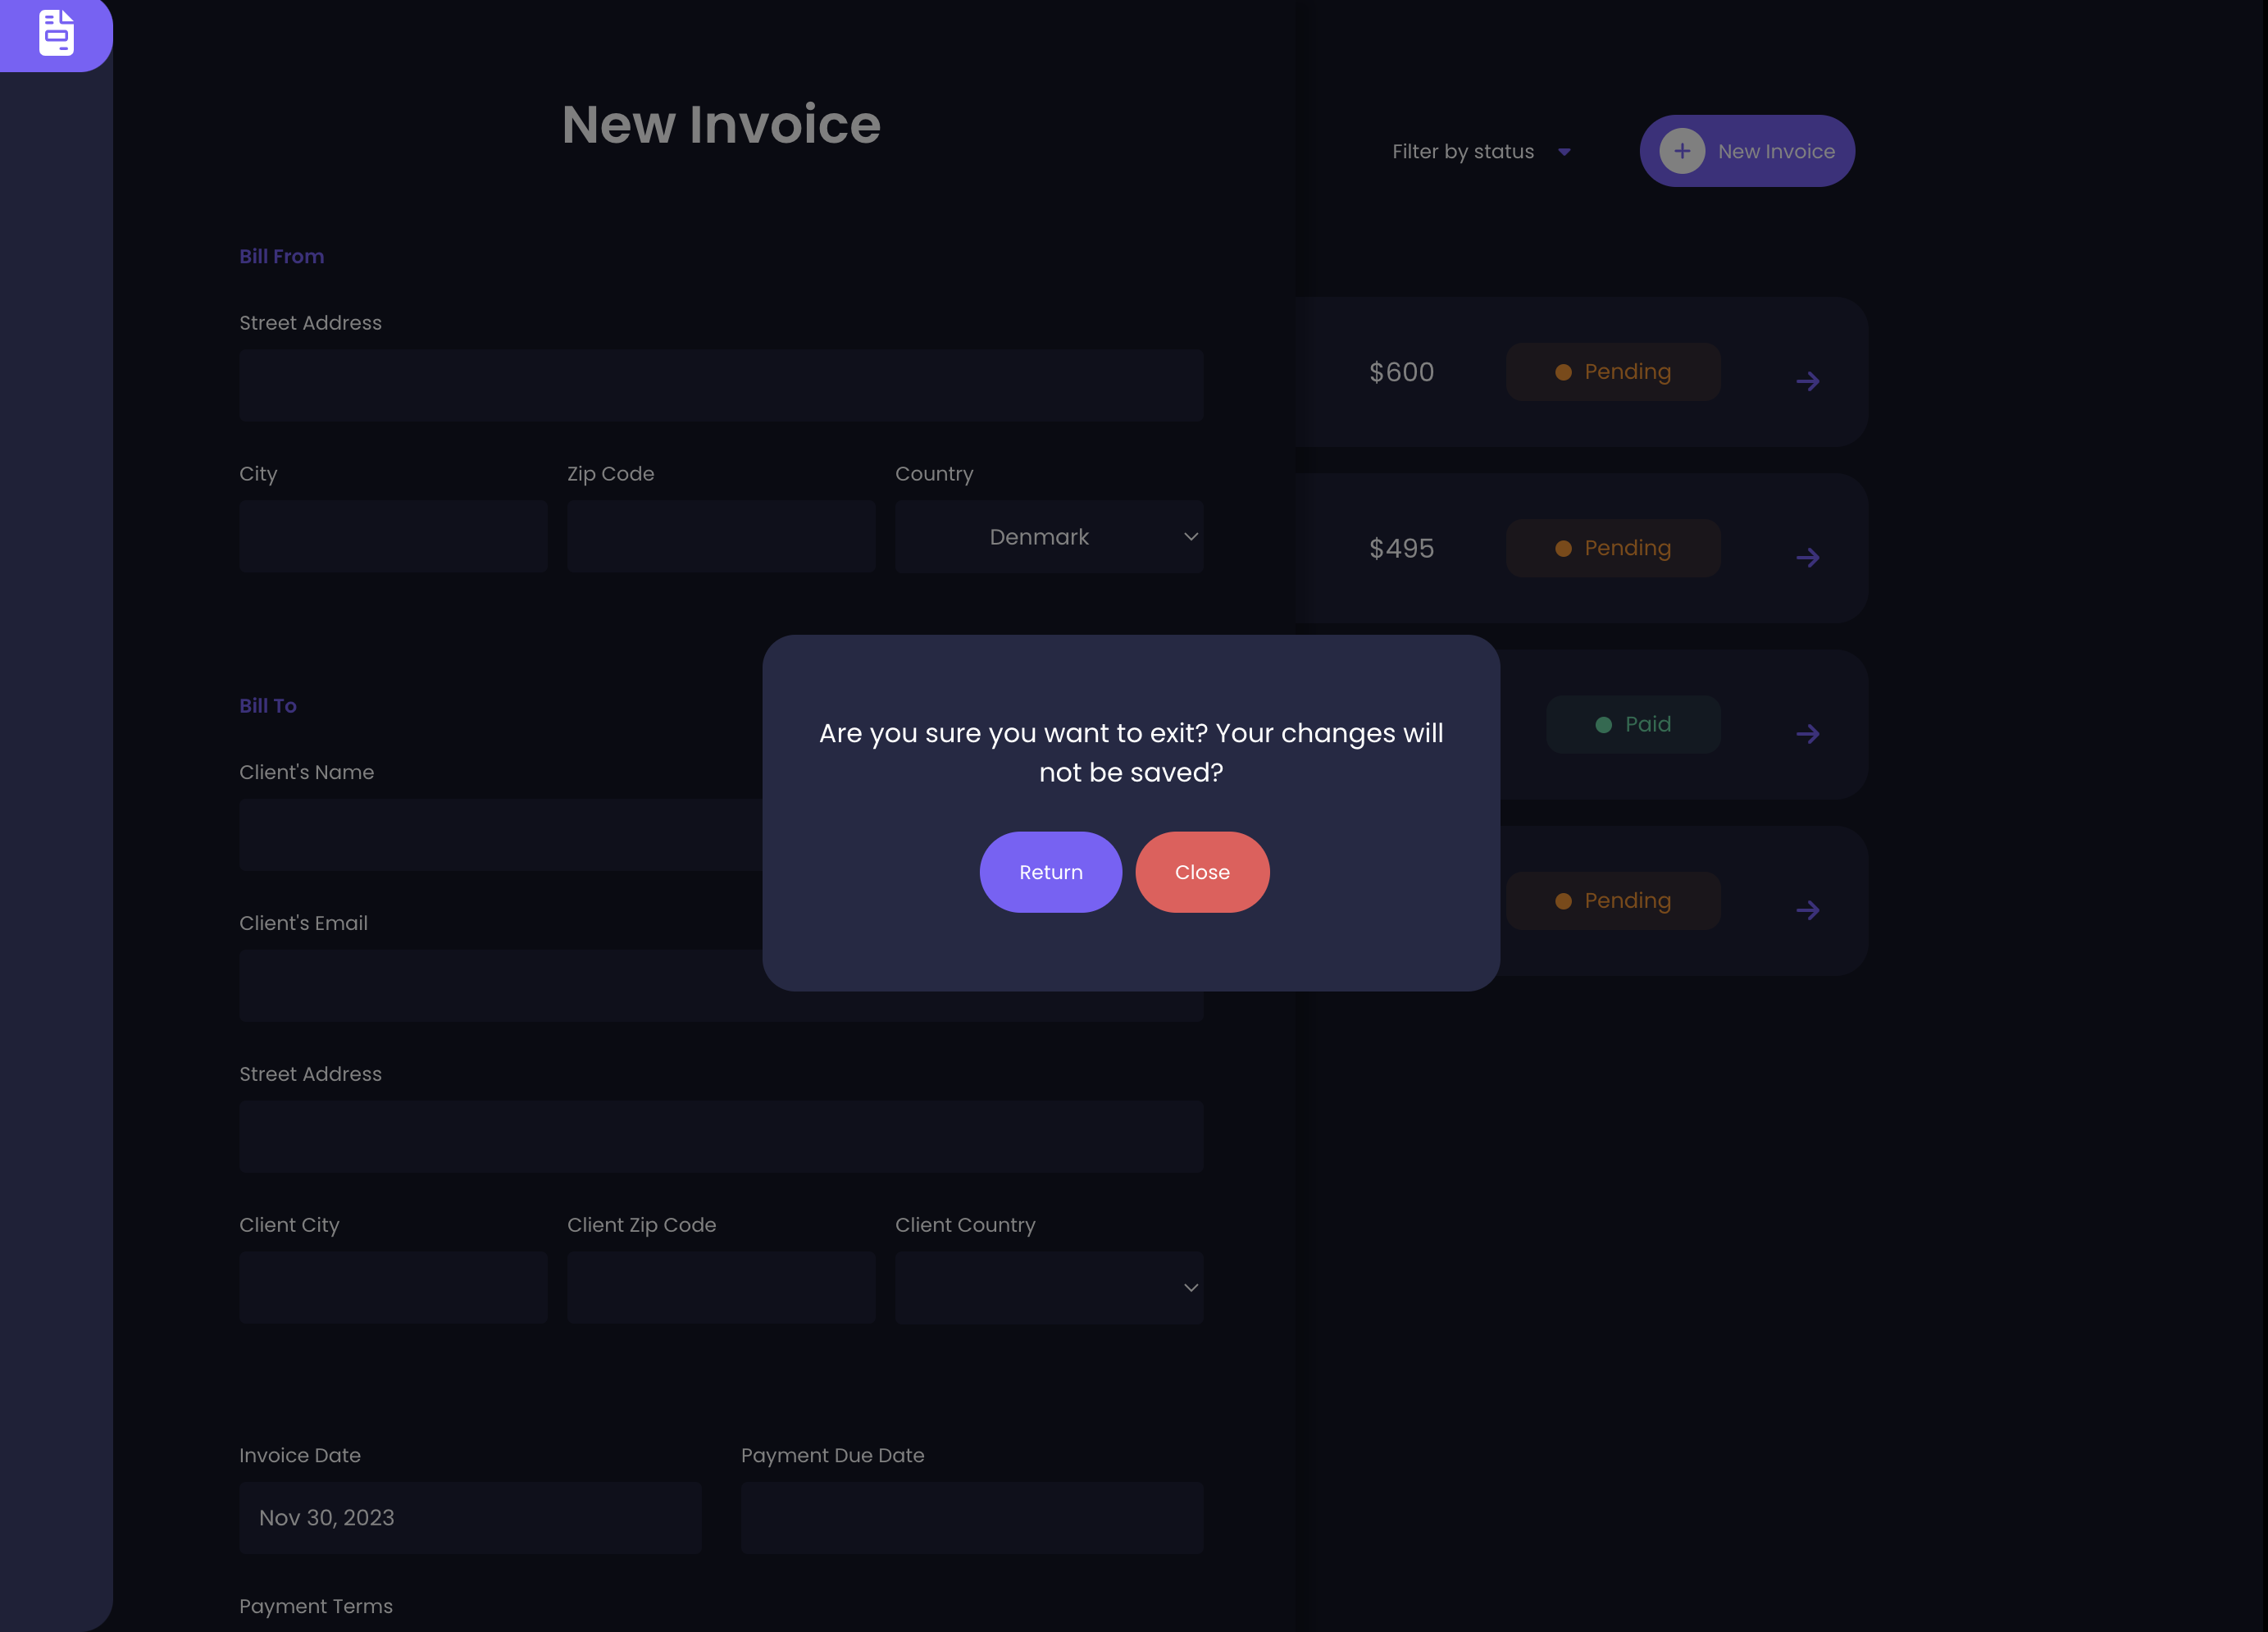 New Invoice
Filter by status
New Invoice
Bill From
Street Address
$600
Pending
City
Zip Code
Country
Denmark
$495
Pending
Bill To
Paid
Are you sure you want to exit? Your changes will
not be saved?
Client's Name
Return
Close
Pending
Client's Email
Street Address
Client City
Client Zip Code
Client Country
Invoice Date
Payment Due Date
Nov 30, 2023
Payment Terms